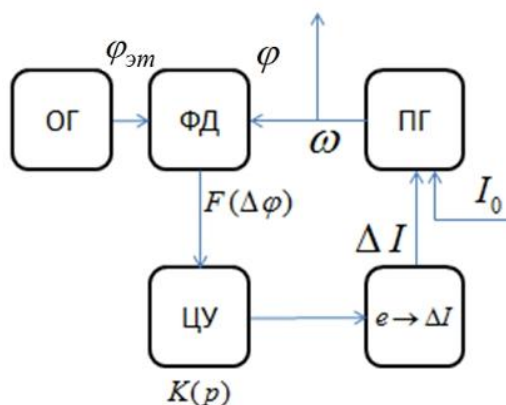 φэт
φ
ОГ
ФД
ω
ПГ
I₀
F(Δφ)
ΔI
ЦУ
e → ΔI
K(p)